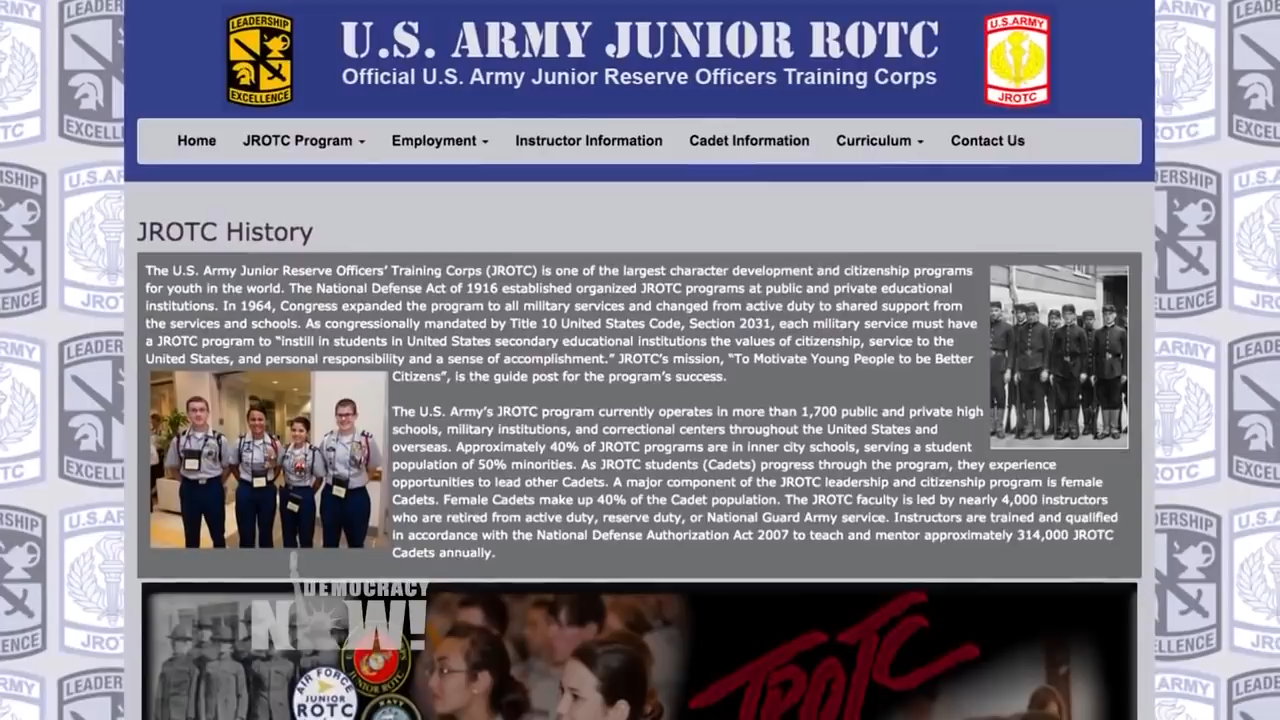 LEADERSHIP
EXCELLENCE
U.S. ARMY JUNIOR ROTC
Official U.S. Army Junior Reserve Officers Training Corps
U.S.ARMY
JROTC
Home JROTC Program Employment Instructor Information Cadet Information Curriculum Contact Us
JROTC History
The U.S. Army Junior Reserve Officers' Training Corps (JROTC) is one of the largest character development and citizenship programs
for youth in the world. The National Defense Act of 1916 established organized JROTC programs at public and private educational
institutions. In 1964, Congress expanded the program to all military services and changed from active duty to shared support from
the services and schools. As congressionally mandated by Title 10 United States Code, Section 2031, each military service must have
a JROTC program to "instill in students in United States secondary educational institutions the values of citizenship, service to the
United States, and personal responsibility and a sense of accomplishment." JROTC's mission, "To Motivate Young People to be Better
Citizens", is the guide post for the program's success.
The U.S. Army's JROTC program currently operates in more than 1,700 public and private high
schools, military institutions, and correctional centers throughout the United States and
overseas. Approximately 40% of JROTC programs are in inner city schools, serving a student
population of 50% minorities. As JROTC students (Cadets) progress through the program, they experience
opportunities to lead other Cadets. A major component of the JROTC leadership and citizenship program is female
Cadets. Female Cadets make up 40% of the Cadet population. The JROTC faculty is led by nearly 4,000 instructors
who are retired from active duty, reserve duty, or National Guard Army service. Instructors are trained and qualified
in accordance with the National Defense Authorization Act 2007 to teach and mentor approximately 314,000 JROTC
Cadets annually.
DEMOCRACY
NOW!
JROTC
AIR FORCE
JUNIOR
ROTC
JUNIOR ROTC
NAVY